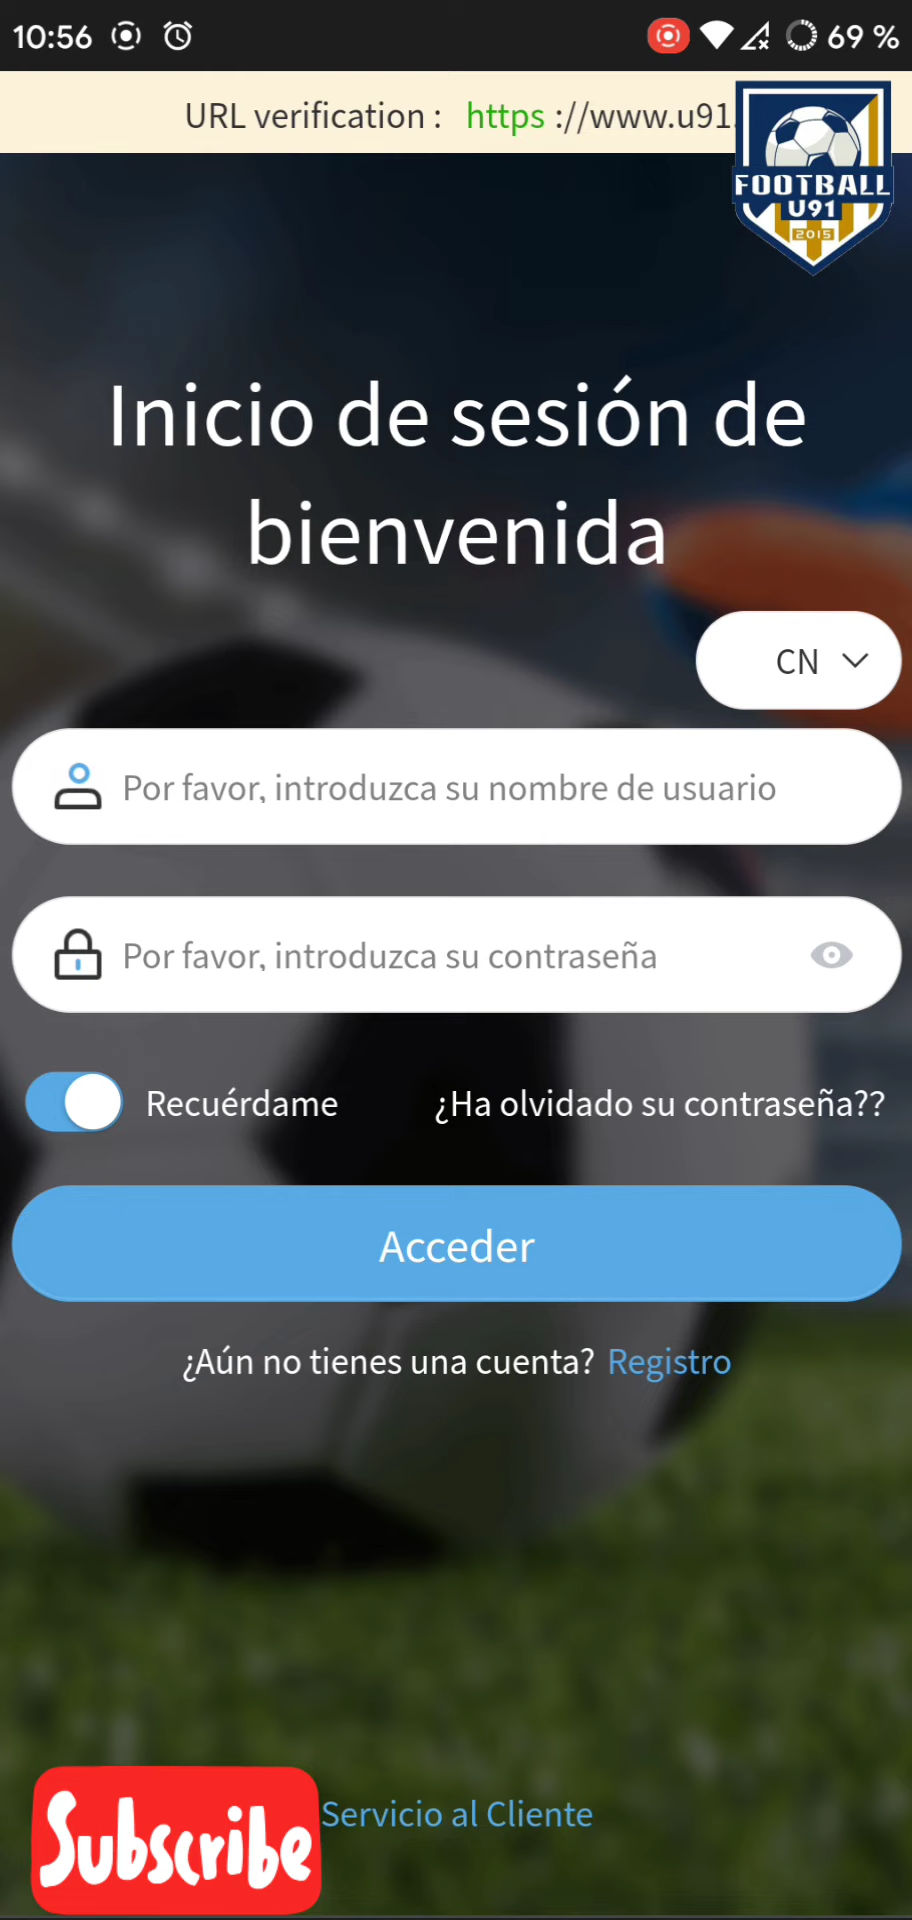 10:56
69 %
URL verification : https ://www.u91.
FOOTBALL
U91
2015
Inicio de sesión de
bienvenida
CN
Por favor, introduzca su nombre de usuario
Por favor, introduzca su contraseña
Recuérdame
¿Ha olvidado su contraseña??
Acceder
¿Aún no tienes una cuenta? Registro
Servicio al Cliente
Subscribe